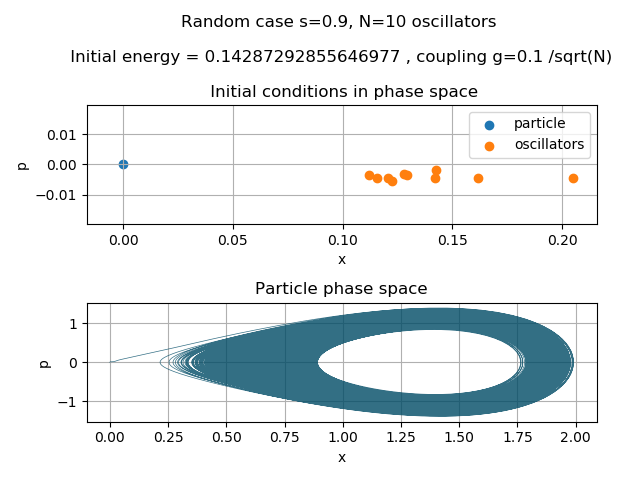 Random case s=0.9, N=10 oscillators
Initial energy = 0.14287292855646977 , coupling g=0.1 /sqrt(N)
Initial conditions in phase space
particle
oscillators
0.01
0.00
−0.01
p
0.00 0.05 0.10 0.15 0.20
x
Particle phase space
1
0
−1
p
0.00 0.25 0.50 0.75 1.00 1.25 1.50 1.75 2.00
x